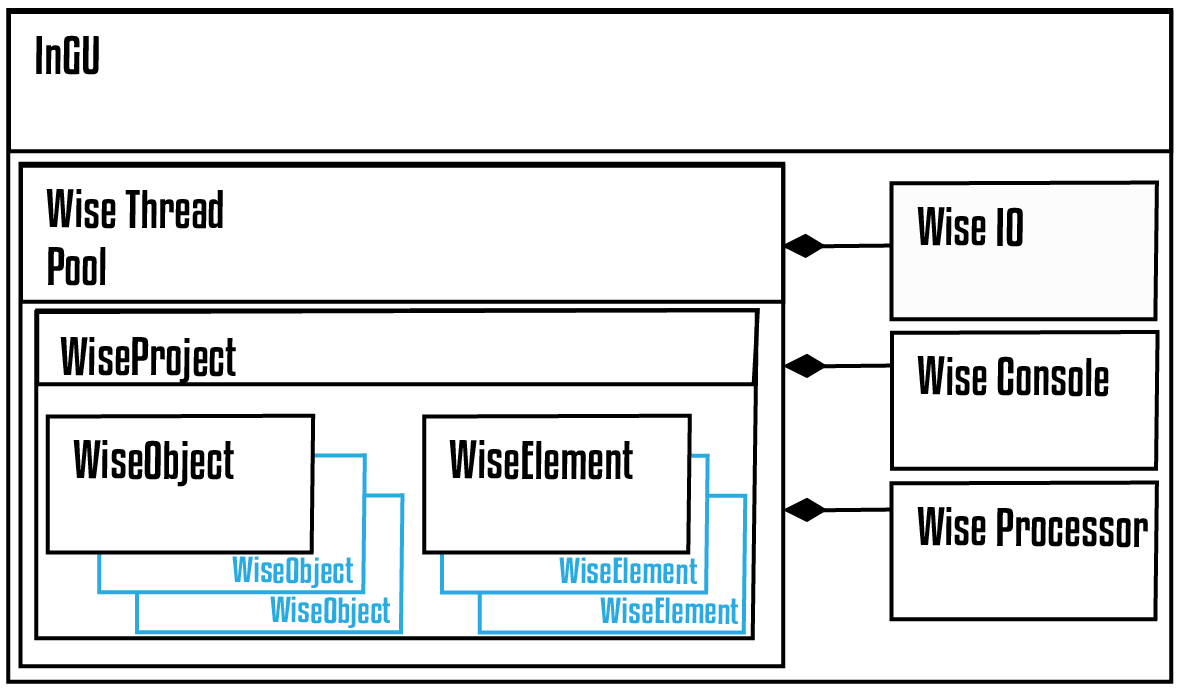 InGU
Wise Thread
Pool
Wise IO
WiseProject
Wise Console
WiseObject
WiseElement
Wise Processor
WiseObject
WiseElement
WiseObject
WiseElement